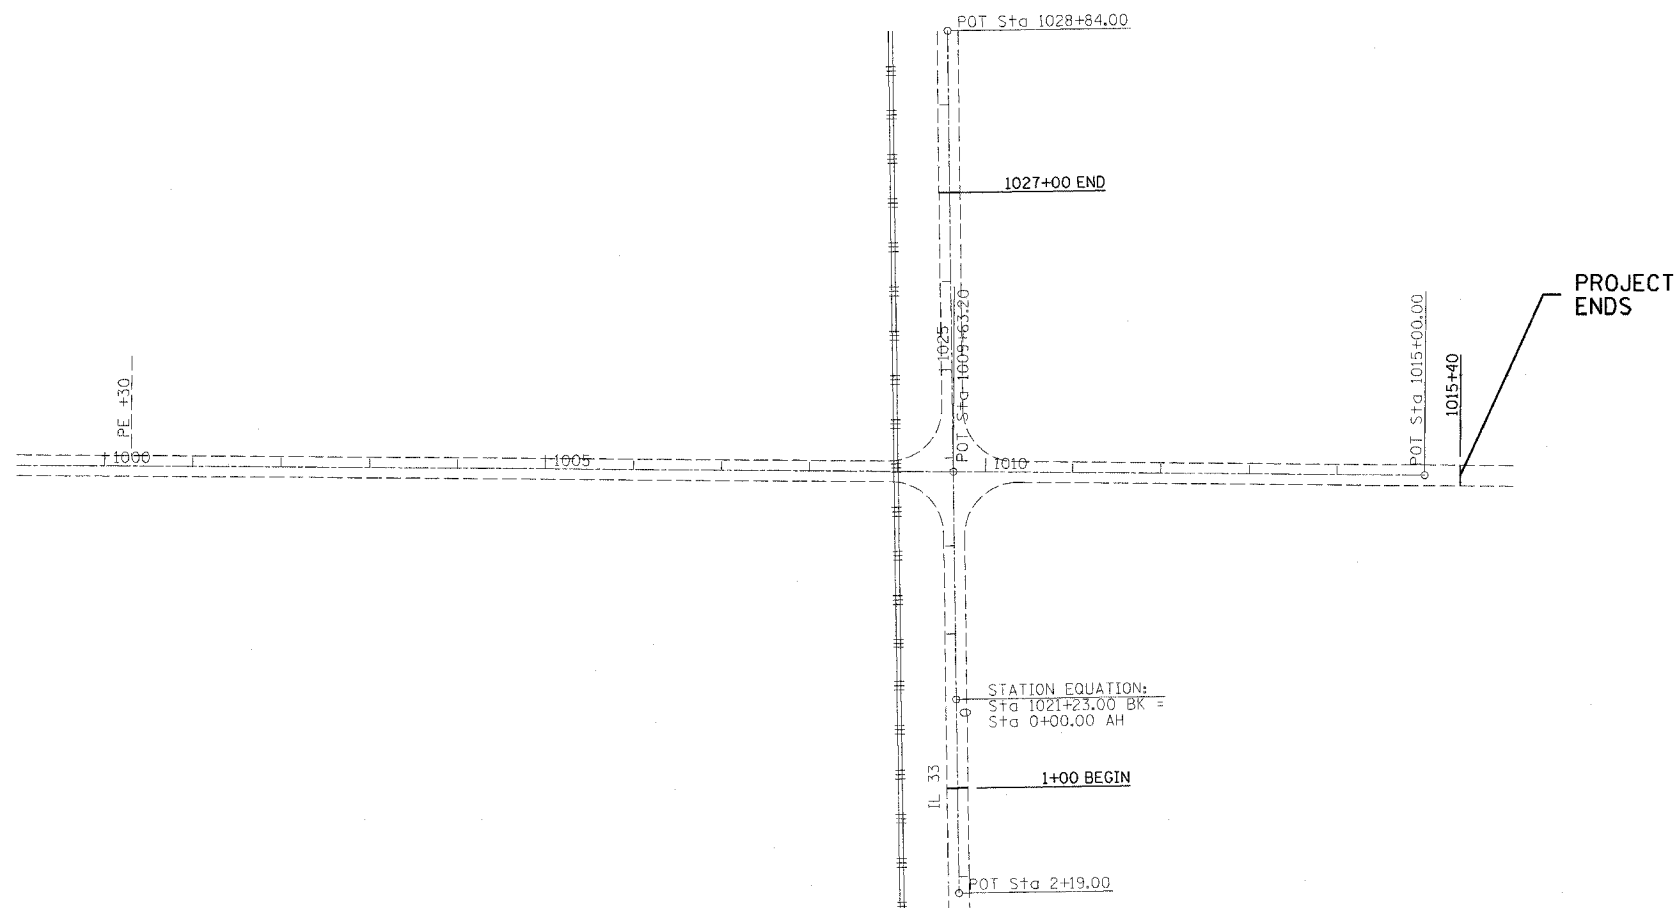 POT Sta 1028+84.00
1027+00 END
PROJECT
ENDS
1025
POT Sta 1009+63.20
POT Sta 1015+00.00
1015+40
PE +30
1000
1005
1010
STATION EQUATION:
Sta 1021+23.00 BK =
Sta 0+00.00 AH
0
IL 33
1+00 BEGIN
POT Sta 2+19.00